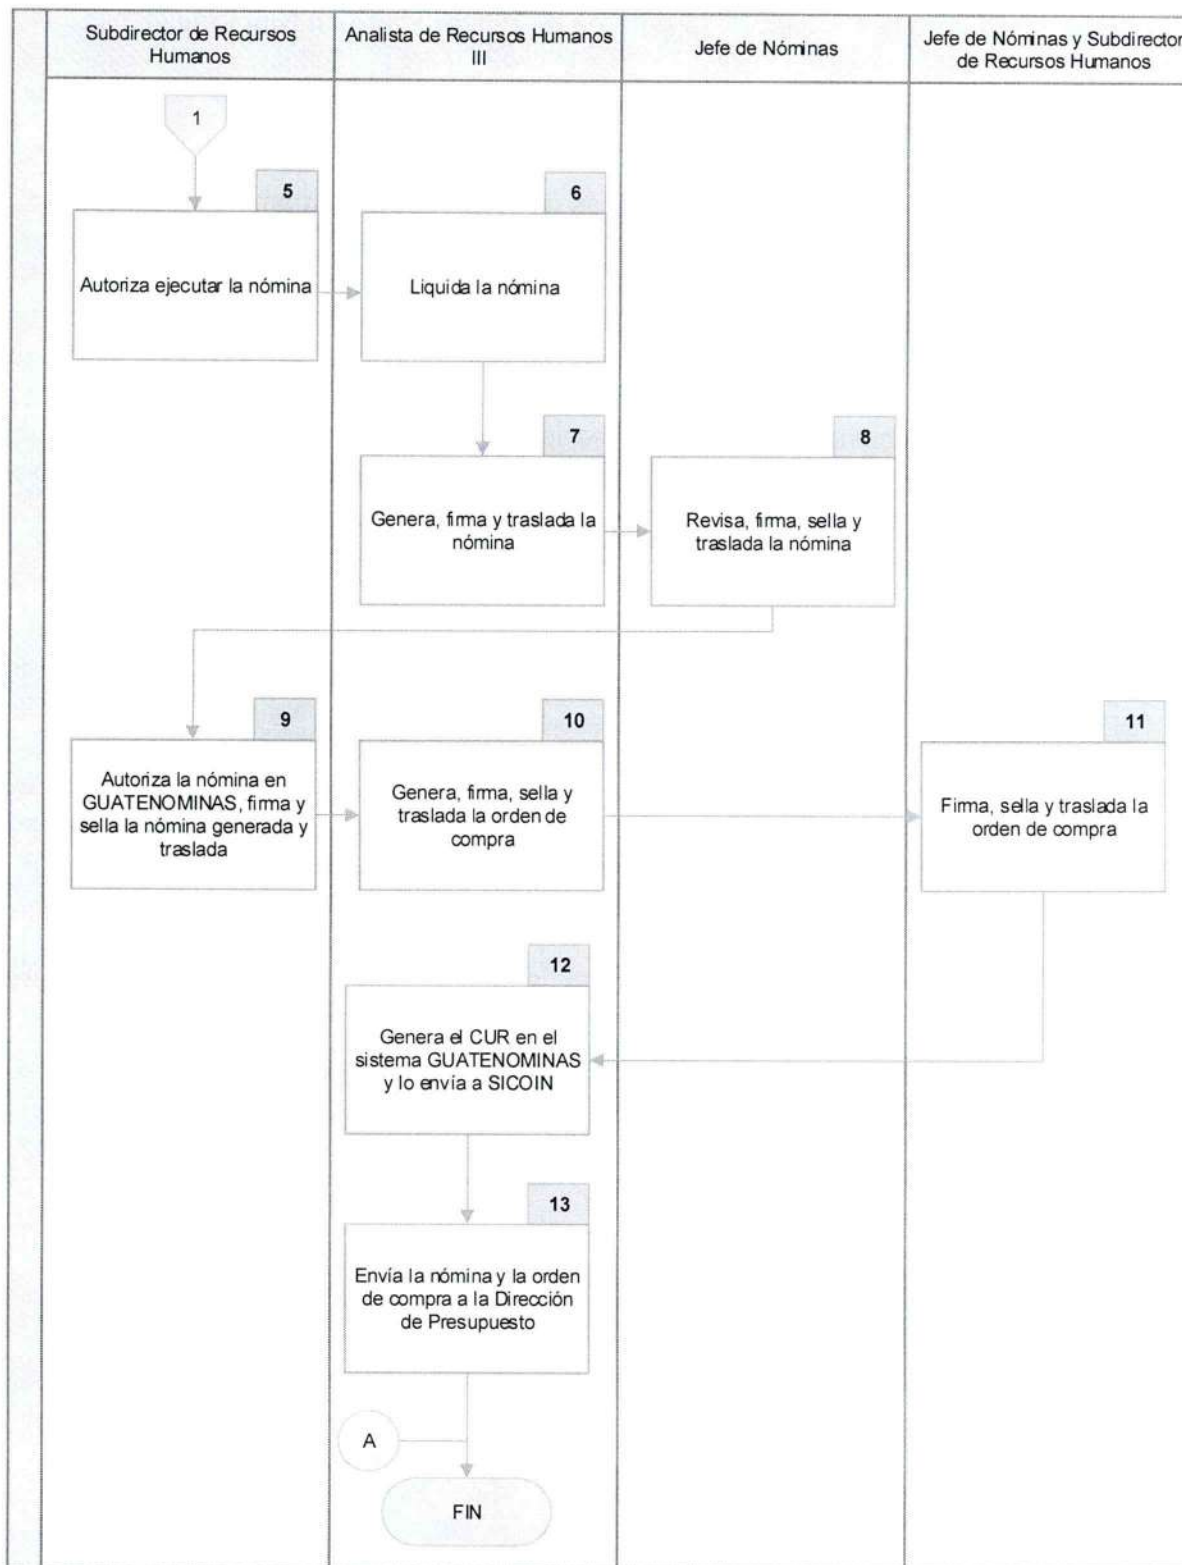 Subdirector de Recursos
Humanos
Analista de Recursos Humanos
III
Jefe de Nóminas
Jefe de Nóminas y Subdirector
de Recursos Humanos
1
5
Autoriza ejecutar la nómina
6
Liquida la nómina
7
Genera, firma y traslada la
nómina
8
Revisa, firma, sella y
traslada la nómina
9
Autoriza la nómina en
GUATENOMINAS, firma y
sella la nómina generada y
traslada
10
Genera, firma, sella y
traslada la orden de
compra
11
Firma, sella y traslada la
orden de compra
12
Genera el CUR en el
sistema GUATENOMINAS
y lo envía a SICOIN
13
Envía la nómina y la orden
de compra a la Dirección
de Presupuesto
A
FIN